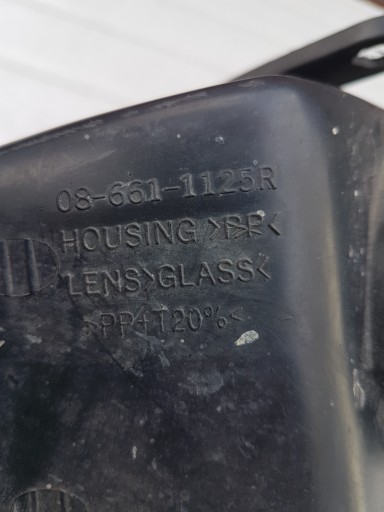 08-661-1125R
HOUSING >PP<
LENS>GLASS<
>PP+T20%<